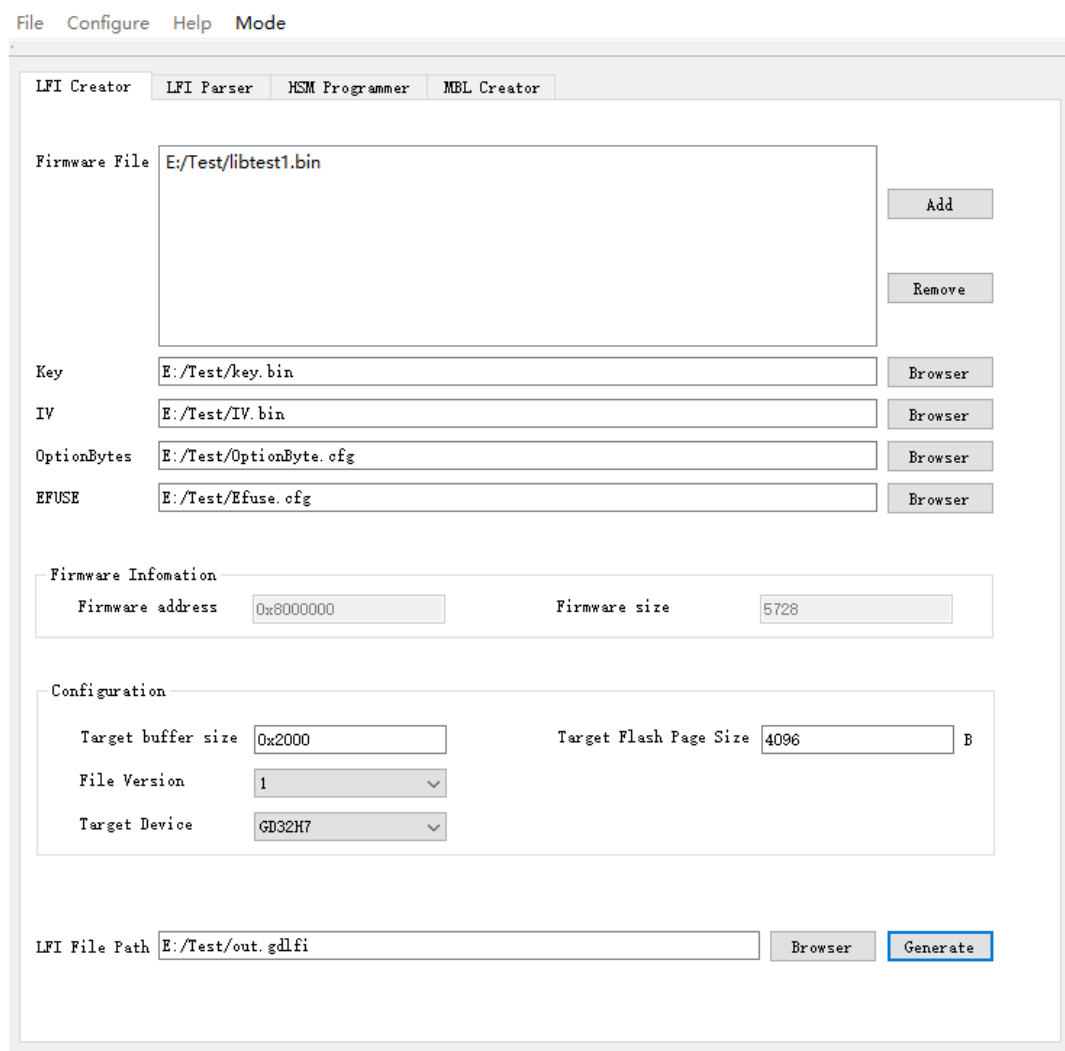 File Configure Help Mode
LFI Creator LFI Parser HSM Programmer MBL Creator
Firmware File E:/Test/libtest1.bin
Add
Remove
Key E:/Test/key.bin Browser
IV E:/Test/IV.bin Browser
OptionBytes E:/Test/OptionByte.cfg Browser
EFUSE E:/Test/Efuse.cfg Browser
Firmware Infomation
Firmware address 0x8000000 Firmware size 5728
Configuration
Target buffer size 0x2000 Target Flash Page Size 4096 B
File Version 1
Target Device GD32H7
LFI File Path E:/Test/out.gdlfi Browser Generate